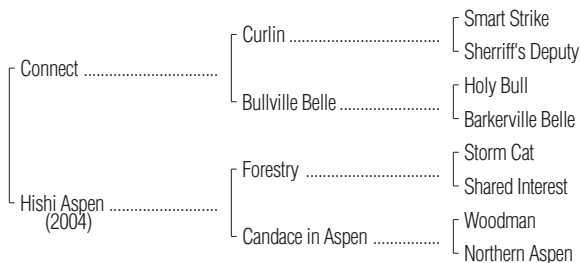 Smart Strike
Curlin ........................................
Sherriff's Deputy
Connect ....................................
Holy Bull
Bullville Belle ...........................
Barkerville Belle
Storm Cat
Forestry ....................................
Shared Interest
Hishi Aspen .............................
(2004)
Woodman
Candace in Aspen ..................
Northern Aspen